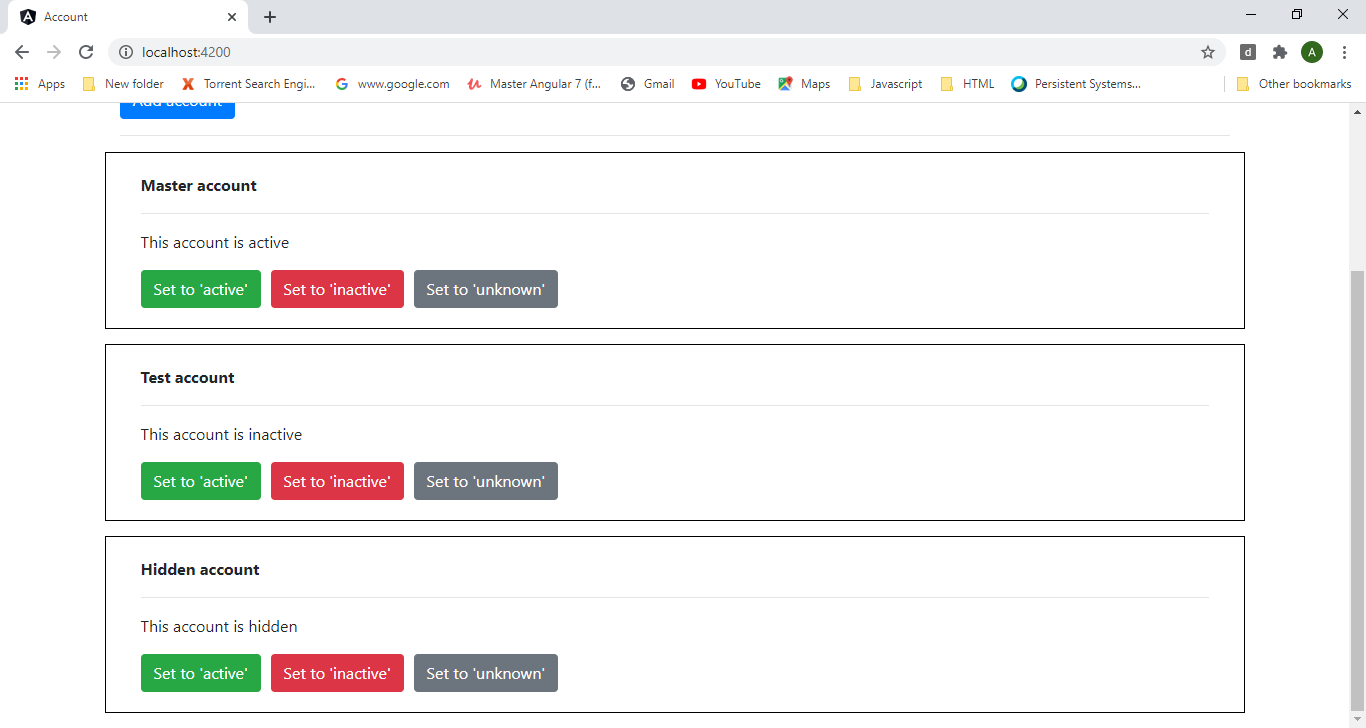 Account
localhost:4200
d A
Apps New folder Torrent Search Engi... www.google.com Master Angular 7 (f... Gmail YouTube Maps Javascript HTML Persistent Systems... Other bookmarks
Add account
Master account
This account is active
Set to 'active' Set to 'inactive' Set to 'unknown'
Test account
This account is inactive
Set to 'active' Set to 'inactive' Set to 'unknown'
Hidden account
This account is hidden
Set to 'active' Set to 'inactive' Set to 'unknown'